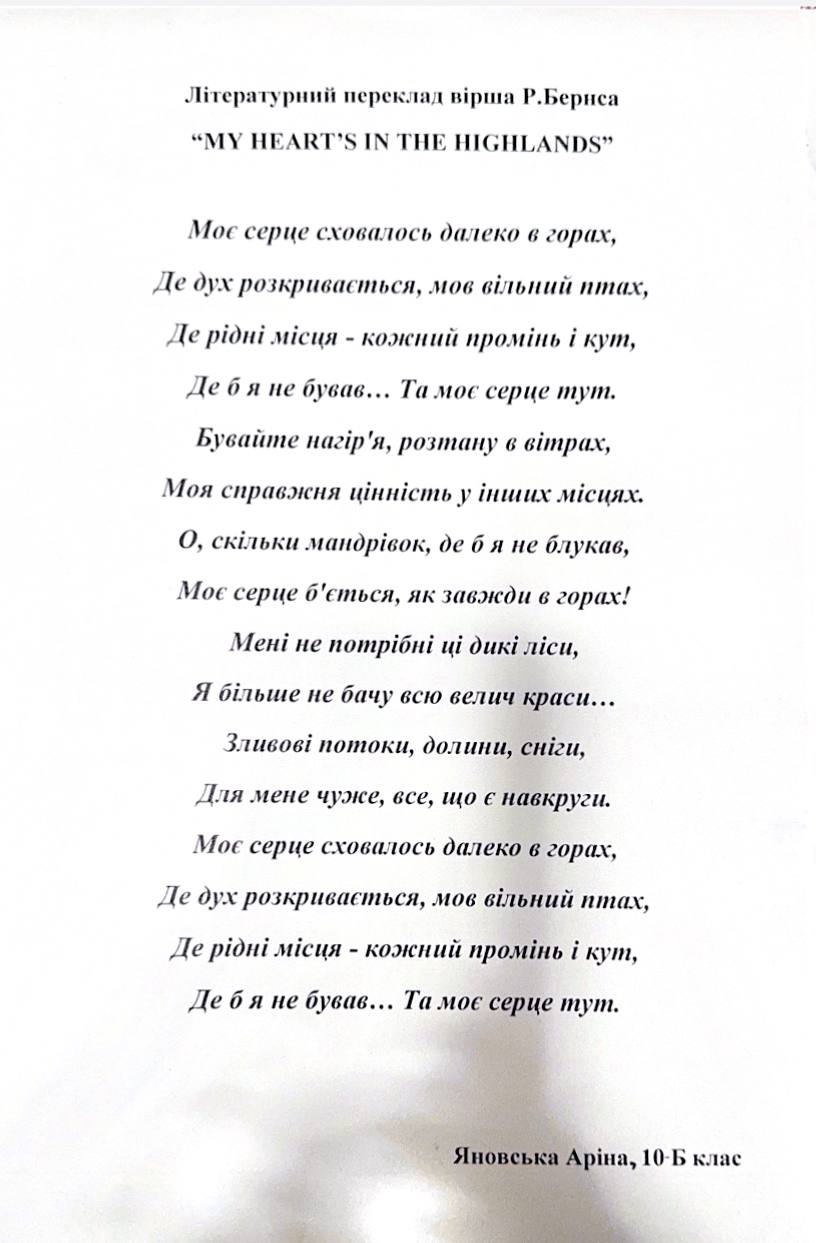 Літературний переклад вірша Р.Бернса
“MY HEART’S IN THE HIGHLANDS”
Моє серце сховалось далеко в горах,
Де дух розкривається, мов вільний птах,
Де рідні місця - кожний промінь і кут,
Де б я не бував... Та моє серце тут.
Бувайте нагір'я, розтану в вітрах,
Моя справжня цінність у інших місцях.
О, скільки мандрівок, де б я не блукав,
Моє серце б'ється, як завжди в горах!
Мені не потрібні ці дикі ліси,
Я більше не бачу всю велич краси...
Зливові потоки, долини, сніги,
Для мене чуже, все, що є навкруги.
Моє серце сховалось далеко в горах,
Де дух розкривається, мов вільний птах,
Де рідні місця - кожний промінь і кут,
Де б я не бував... Та моє серце тут.
Яновська Аріна, 10-Б клас